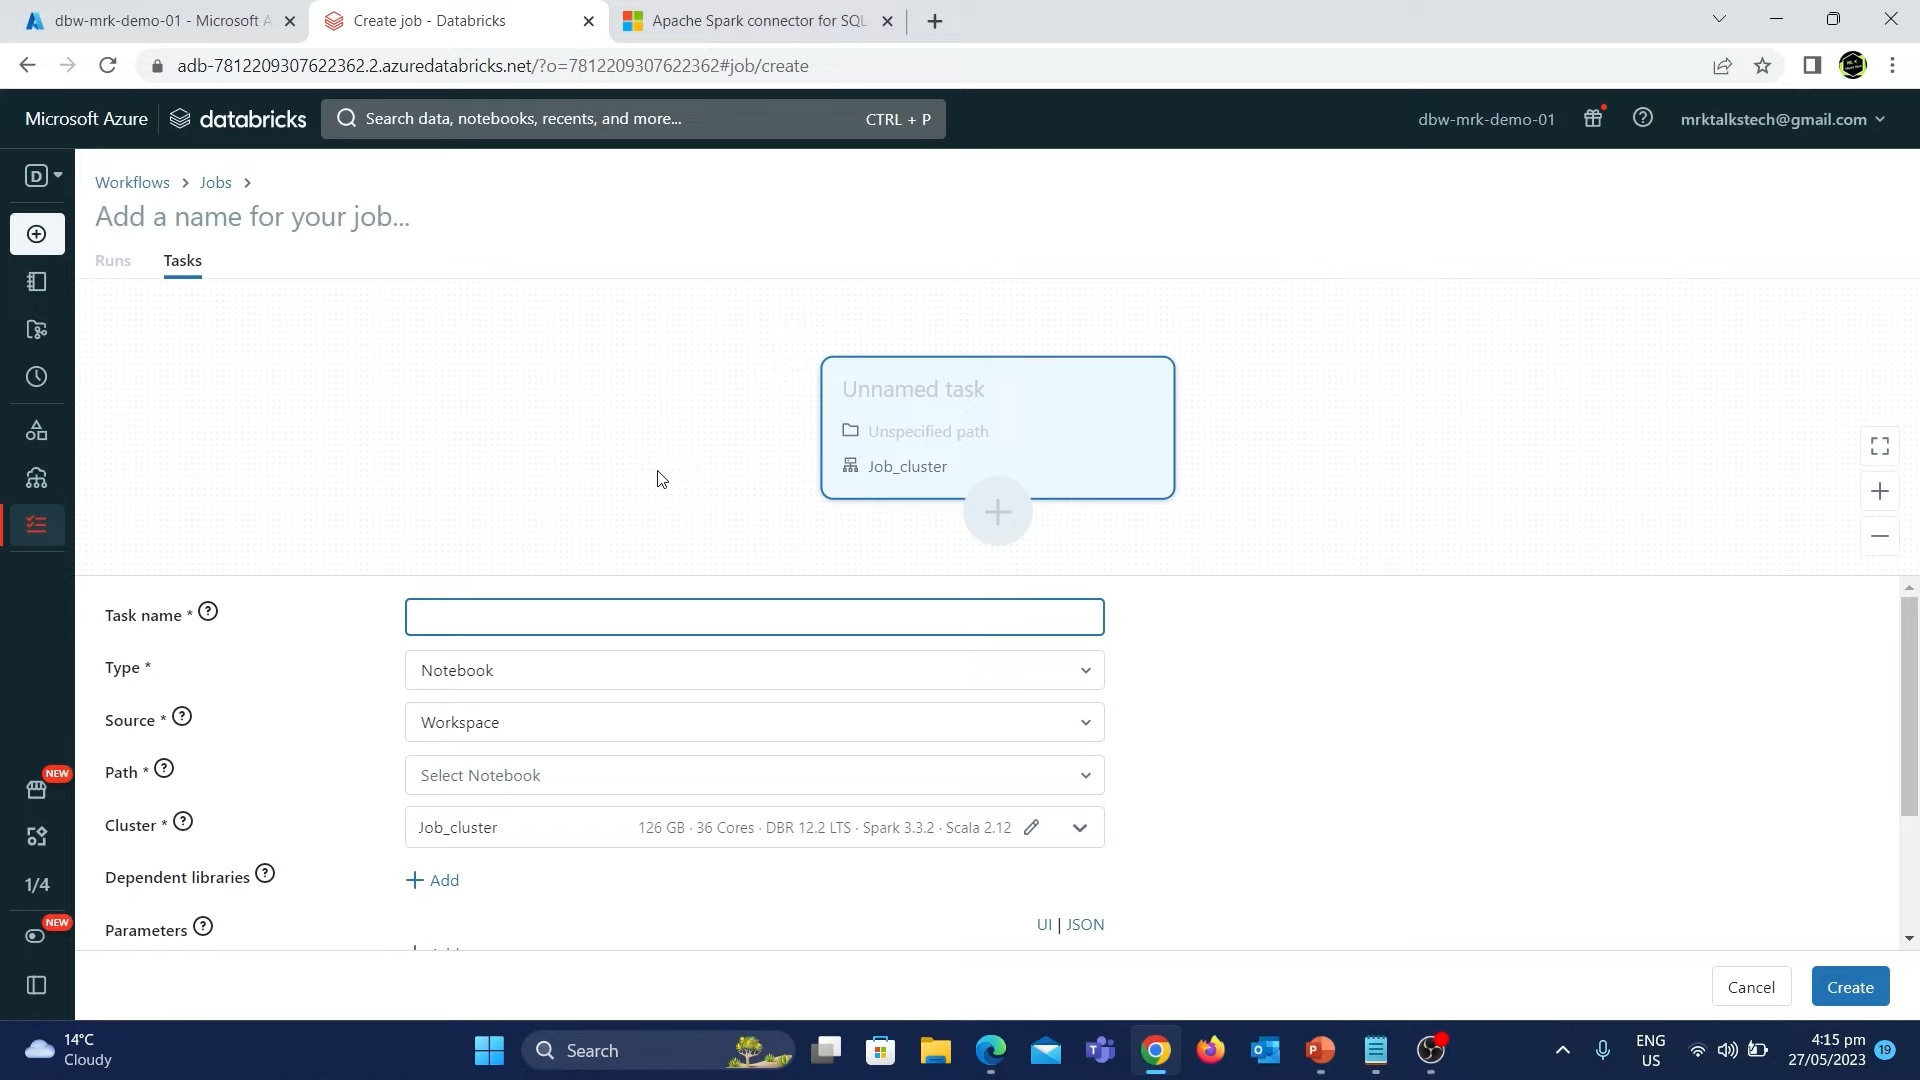 dbw-mrk-demo-01 - Microsoft A
Create job - Databricks
Apache Spark connector for SQL
adb-7812209307622362.2.azuredatabricks.net/?o=7812209307622362#job/create
Microsoft Azure
databricks
Search data, notebooks, recents, and more...
CTRL + P
dbw-mrk-demo-01
mrktalkstech@gmail.com
D
Workflows > Jobs >
Add a name for your job...
Runs
Tasks
Unnamed task
Unspecified path
Job_cluster
Task name *
Type *
Notebook
Source *
Workspace
Path *
Select Notebook
Cluster *
Job_cluster
126 GB · 36 Cores · DBR 12.2 LTS · Spark 3.3.2 · Scala 2.12
Dependent libraries
+ Add
Parameters
UI | JSON
NEW
1/4
NEW
Cancel
Create
14°C
Cloudy
Search
ENG
US
4:15 pm
27/05/2023
19